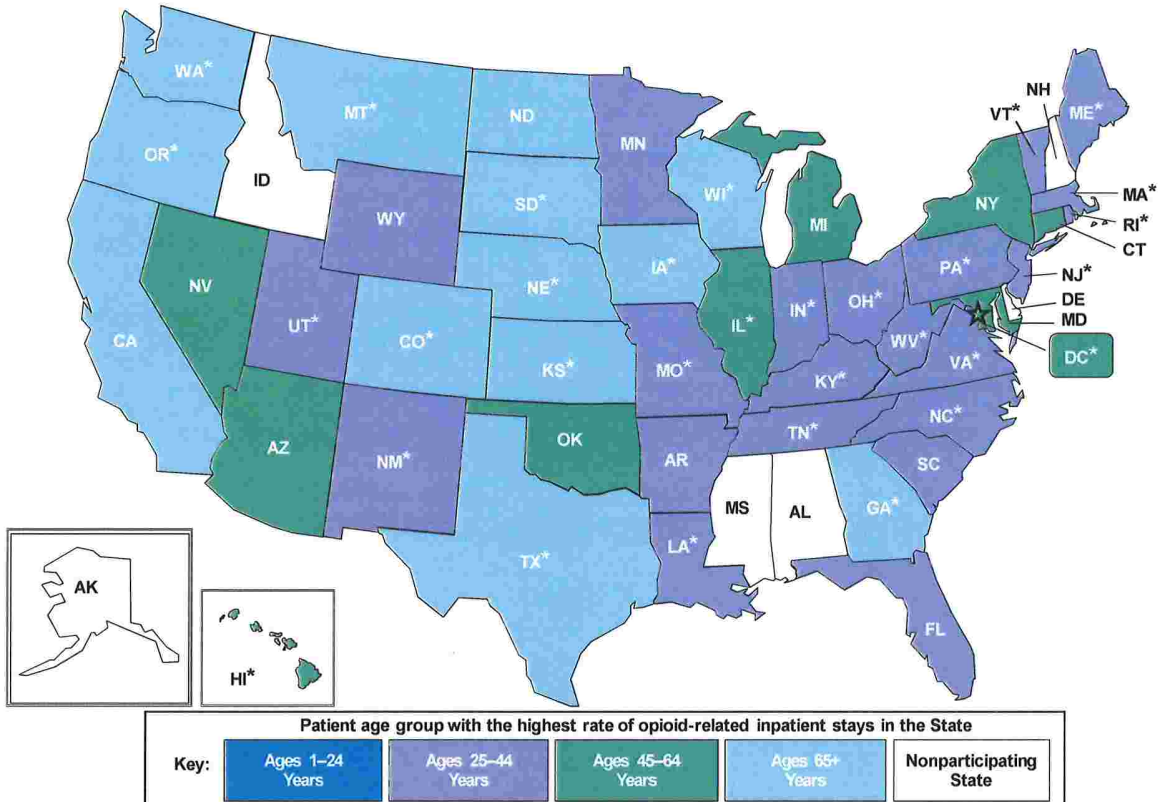 WA*
MT*
ND
MN
VT*
NH
ME*
OR*
ID
WY
SD*
WI*
MI
NY
MA*
RI*
CT
NV
UT*
NE*
IA*
PA*
NJ*
CA
CO*
KS*
IL*
IN*
OH*
DE
MD
DC*
MO*
WV*
VA*
KY*
AZ
NM*
OK
AR
TN*
NC*
SC
TX*
LA*
MS
AL
GA*
FL
AK
HI*
Patient age group with the highest rate of opioid-related inpatient stays in the State
Key:
Ages 1–24
Years
Ages 25–44
Years
Ages 45–64
Years
Ages 65+
Years
Nonparticipating
State